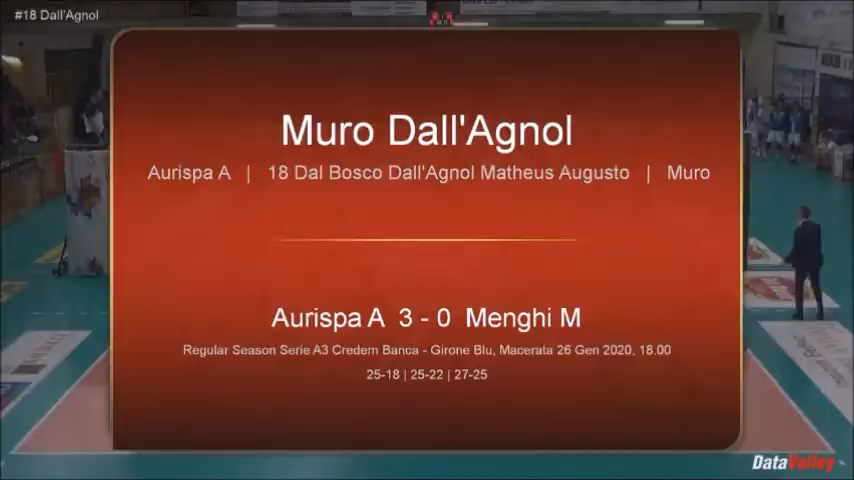 #18 Dall'Agnol
Muro Dall'Agnol
Aurispa A | 18 Dal Bosco Dall'Agnol Matheus Augusto | Muro
Aurispa A 3 - 0 Menghi M
Regular Season Serie A3 Credem Banca - Girone Blu, Macerata 26 Gen 2020, 18.00
25-18 | 25-22 | 27-25
DataVolley